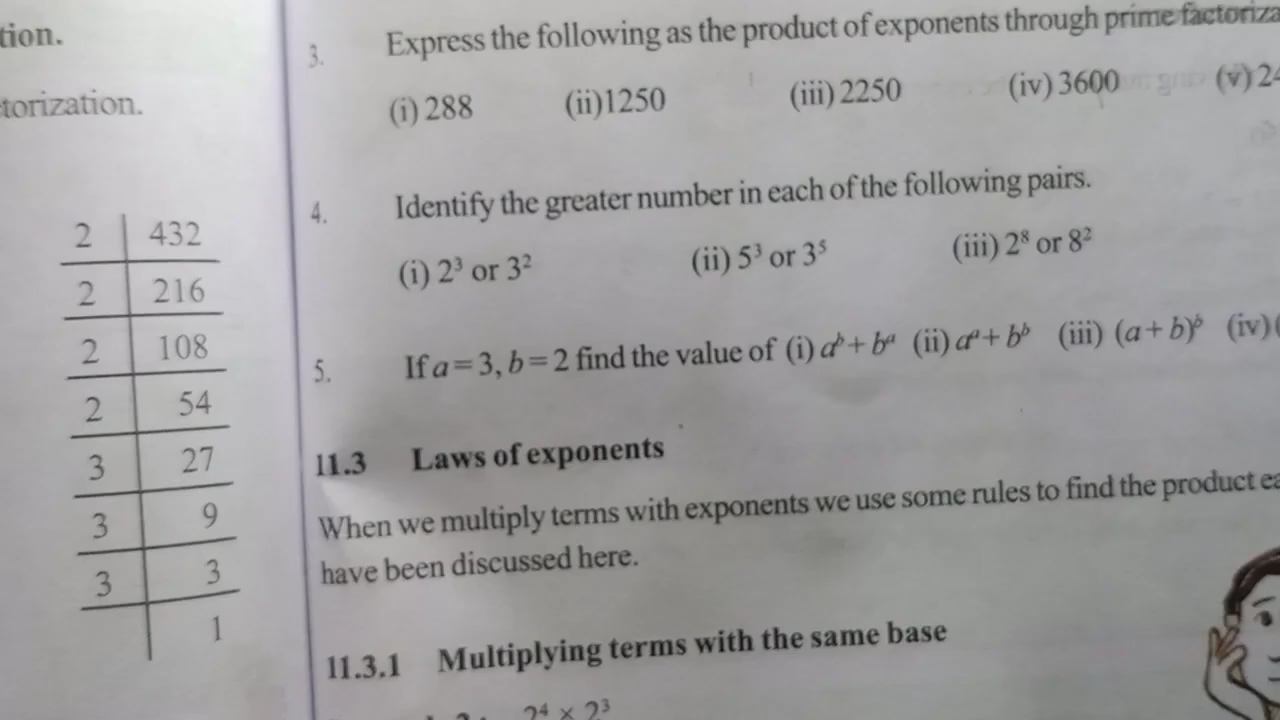 tion.
torization.
2 | 432
2 | 216
2 | 108
2 | 54
3 | 27
3 | 9
3 | 3
| 1
3. Express the following as the product of exponents through prime factoriza
(i) 288 (ii)1250 (iii) 2250 (iv) 3600 (v) 24
4. Identify the greater number in each of the following pairs.
(i) 2³ or 3² (ii) 5³ or 3⁵ (iii) 2⁸ or 8²
5. If a = 3, b = 2 find the value of (i) aᵇ + bᵃ (ii) aᵃ + bᵇ (iii) (a + b)ᵇ (iv)(
11.3 Laws of exponents
When we multiply terms with exponents we use some rules to find the product ea
have been discussed here.
11.3.1 Multiplying terms with the same base
2⁴ × 2³